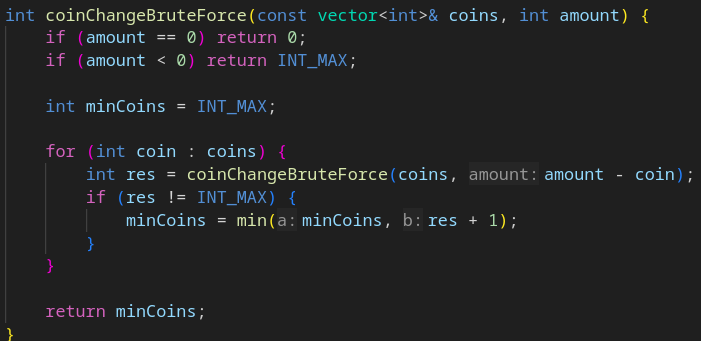 int coinChangeBruteForce(const vector<int>& coins, int amount) {
    if (amount == 0) return 0;
    if (amount < 0) return INT_MAX;

    int minCoins = INT_MAX;

    for (int coin : coins) {
        int res = coinChangeBruteForce(coins, amount: amount - coin);
        if (res != INT_MAX) {
            minCoins = min(a: minCoins, b: res + 1);
        }
    }

    return minCoins;
}